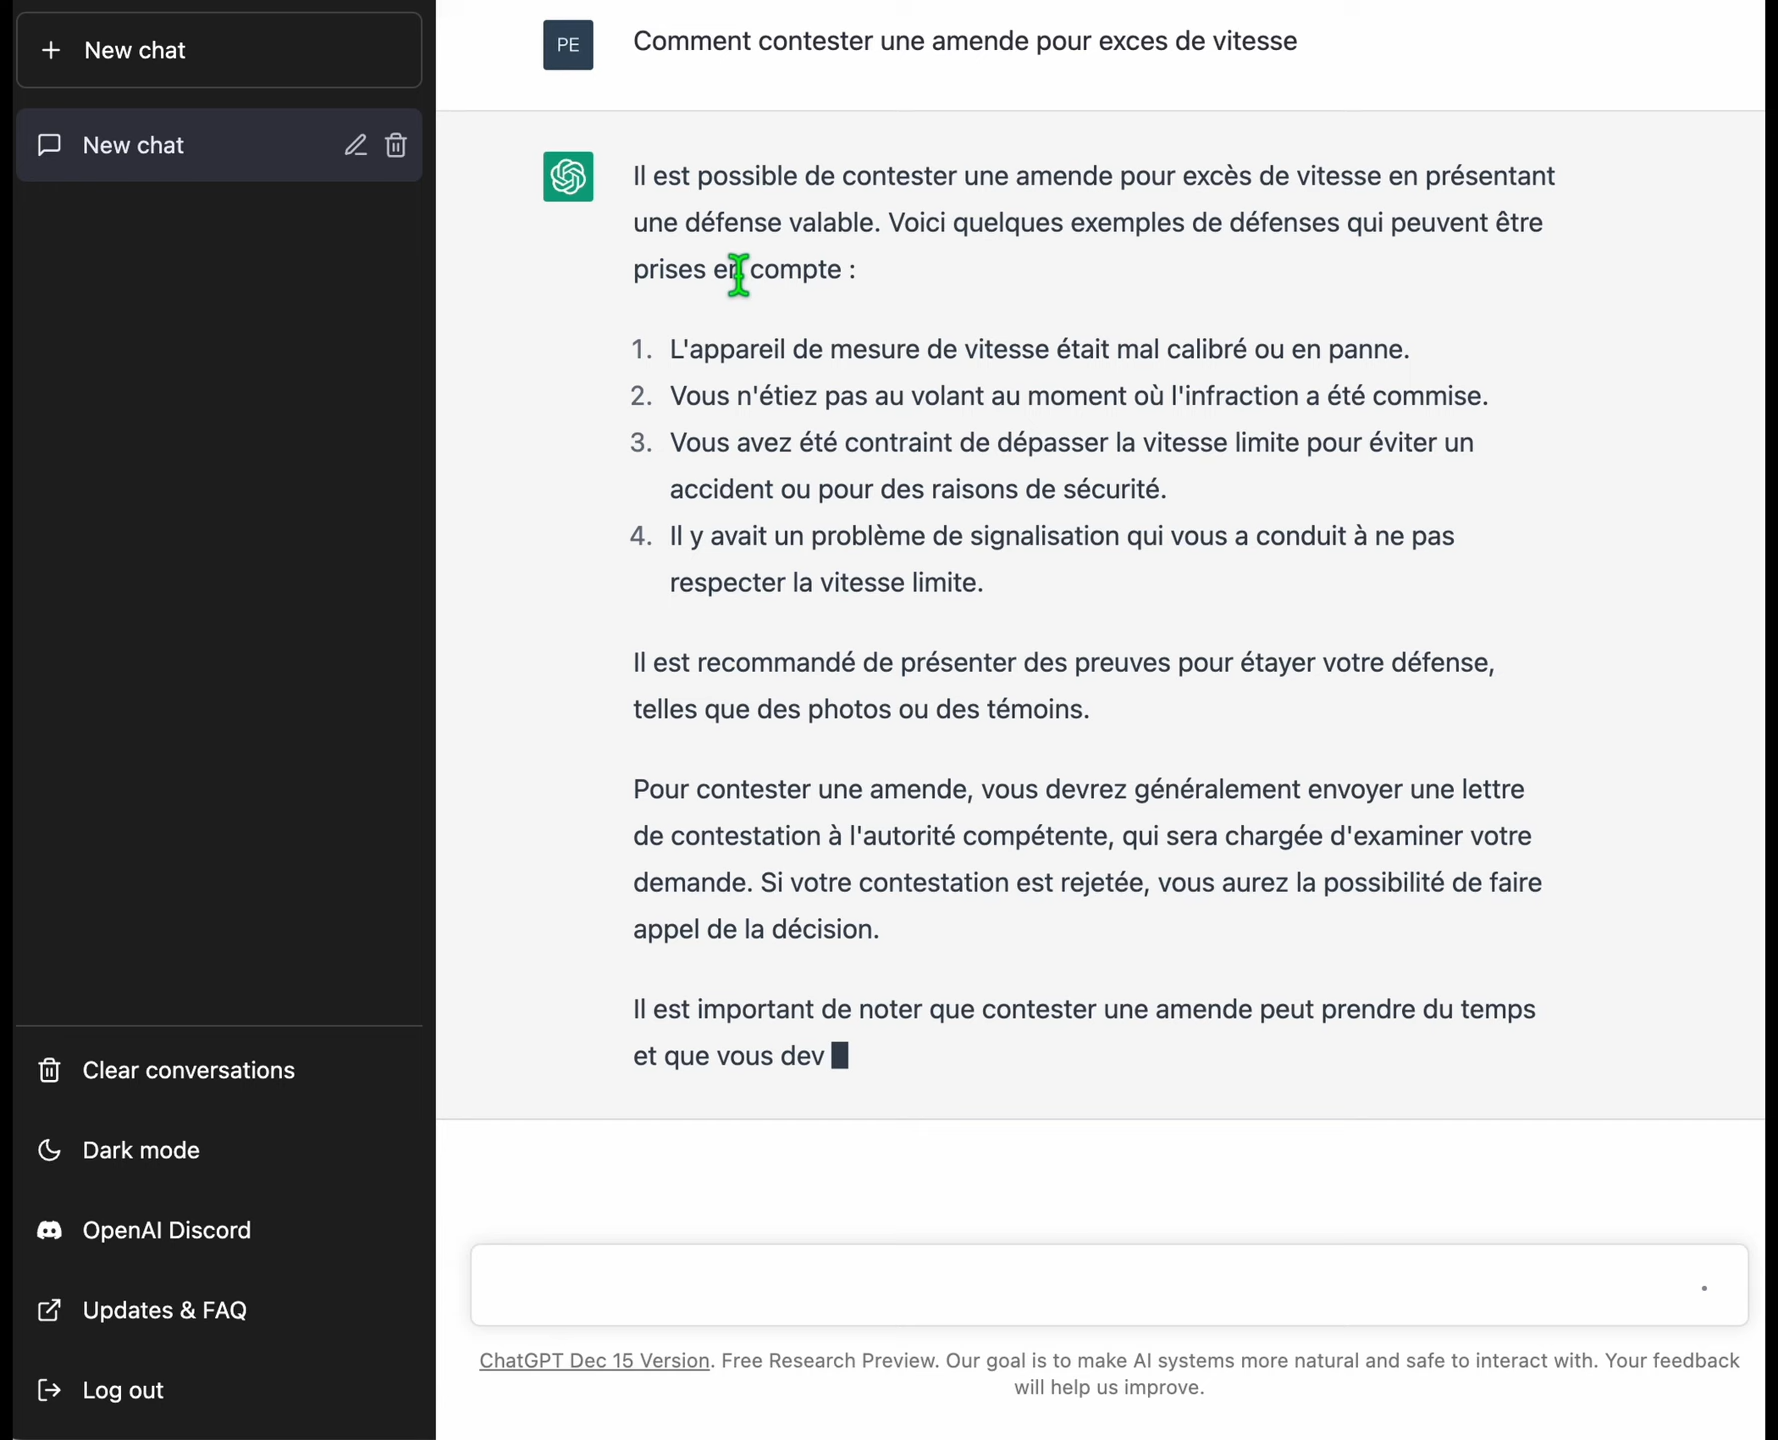 New chat
New chat
Clear conversations
Dark mode
OpenAI Discord
Updates & FAQ
Log out
PE
Comment contester une amende pour exces de vitesse
Il est possible de contester une amende pour excès de vitesse en présentant
une défense valable. Voici quelques exemples de défenses qui peuvent être
prises en compte :
1. L'appareil de mesure de vitesse était mal calibré ou en panne.
2. Vous n'étiez pas au volant au moment où l'infraction a été commise.
3. Vous avez été contraint de dépasser la vitesse limite pour éviter un
accident ou pour des raisons de sécurité.
4. Il y avait un problème de signalisation qui vous a conduit à ne pas
respecter la vitesse limite.
Il est recommandé de présenter des preuves pour étayer votre défense,
telles que des photos ou des témoins.
Pour contester une amende, vous devrez généralement envoyer une lettre
de contestation à l'autorité compétente, qui sera chargée d'examiner votre
demande. Si votre contestation est rejetée, vous aurez la possibilité de faire
appel de la décision.
Il est important de noter que contester une amende peut prendre du temps
et que vous dev
ChatGPT Dec 15 Version. Free Research Preview. Our goal is to make AI systems more natural and safe to interact with. Your feedback
will help us improve.